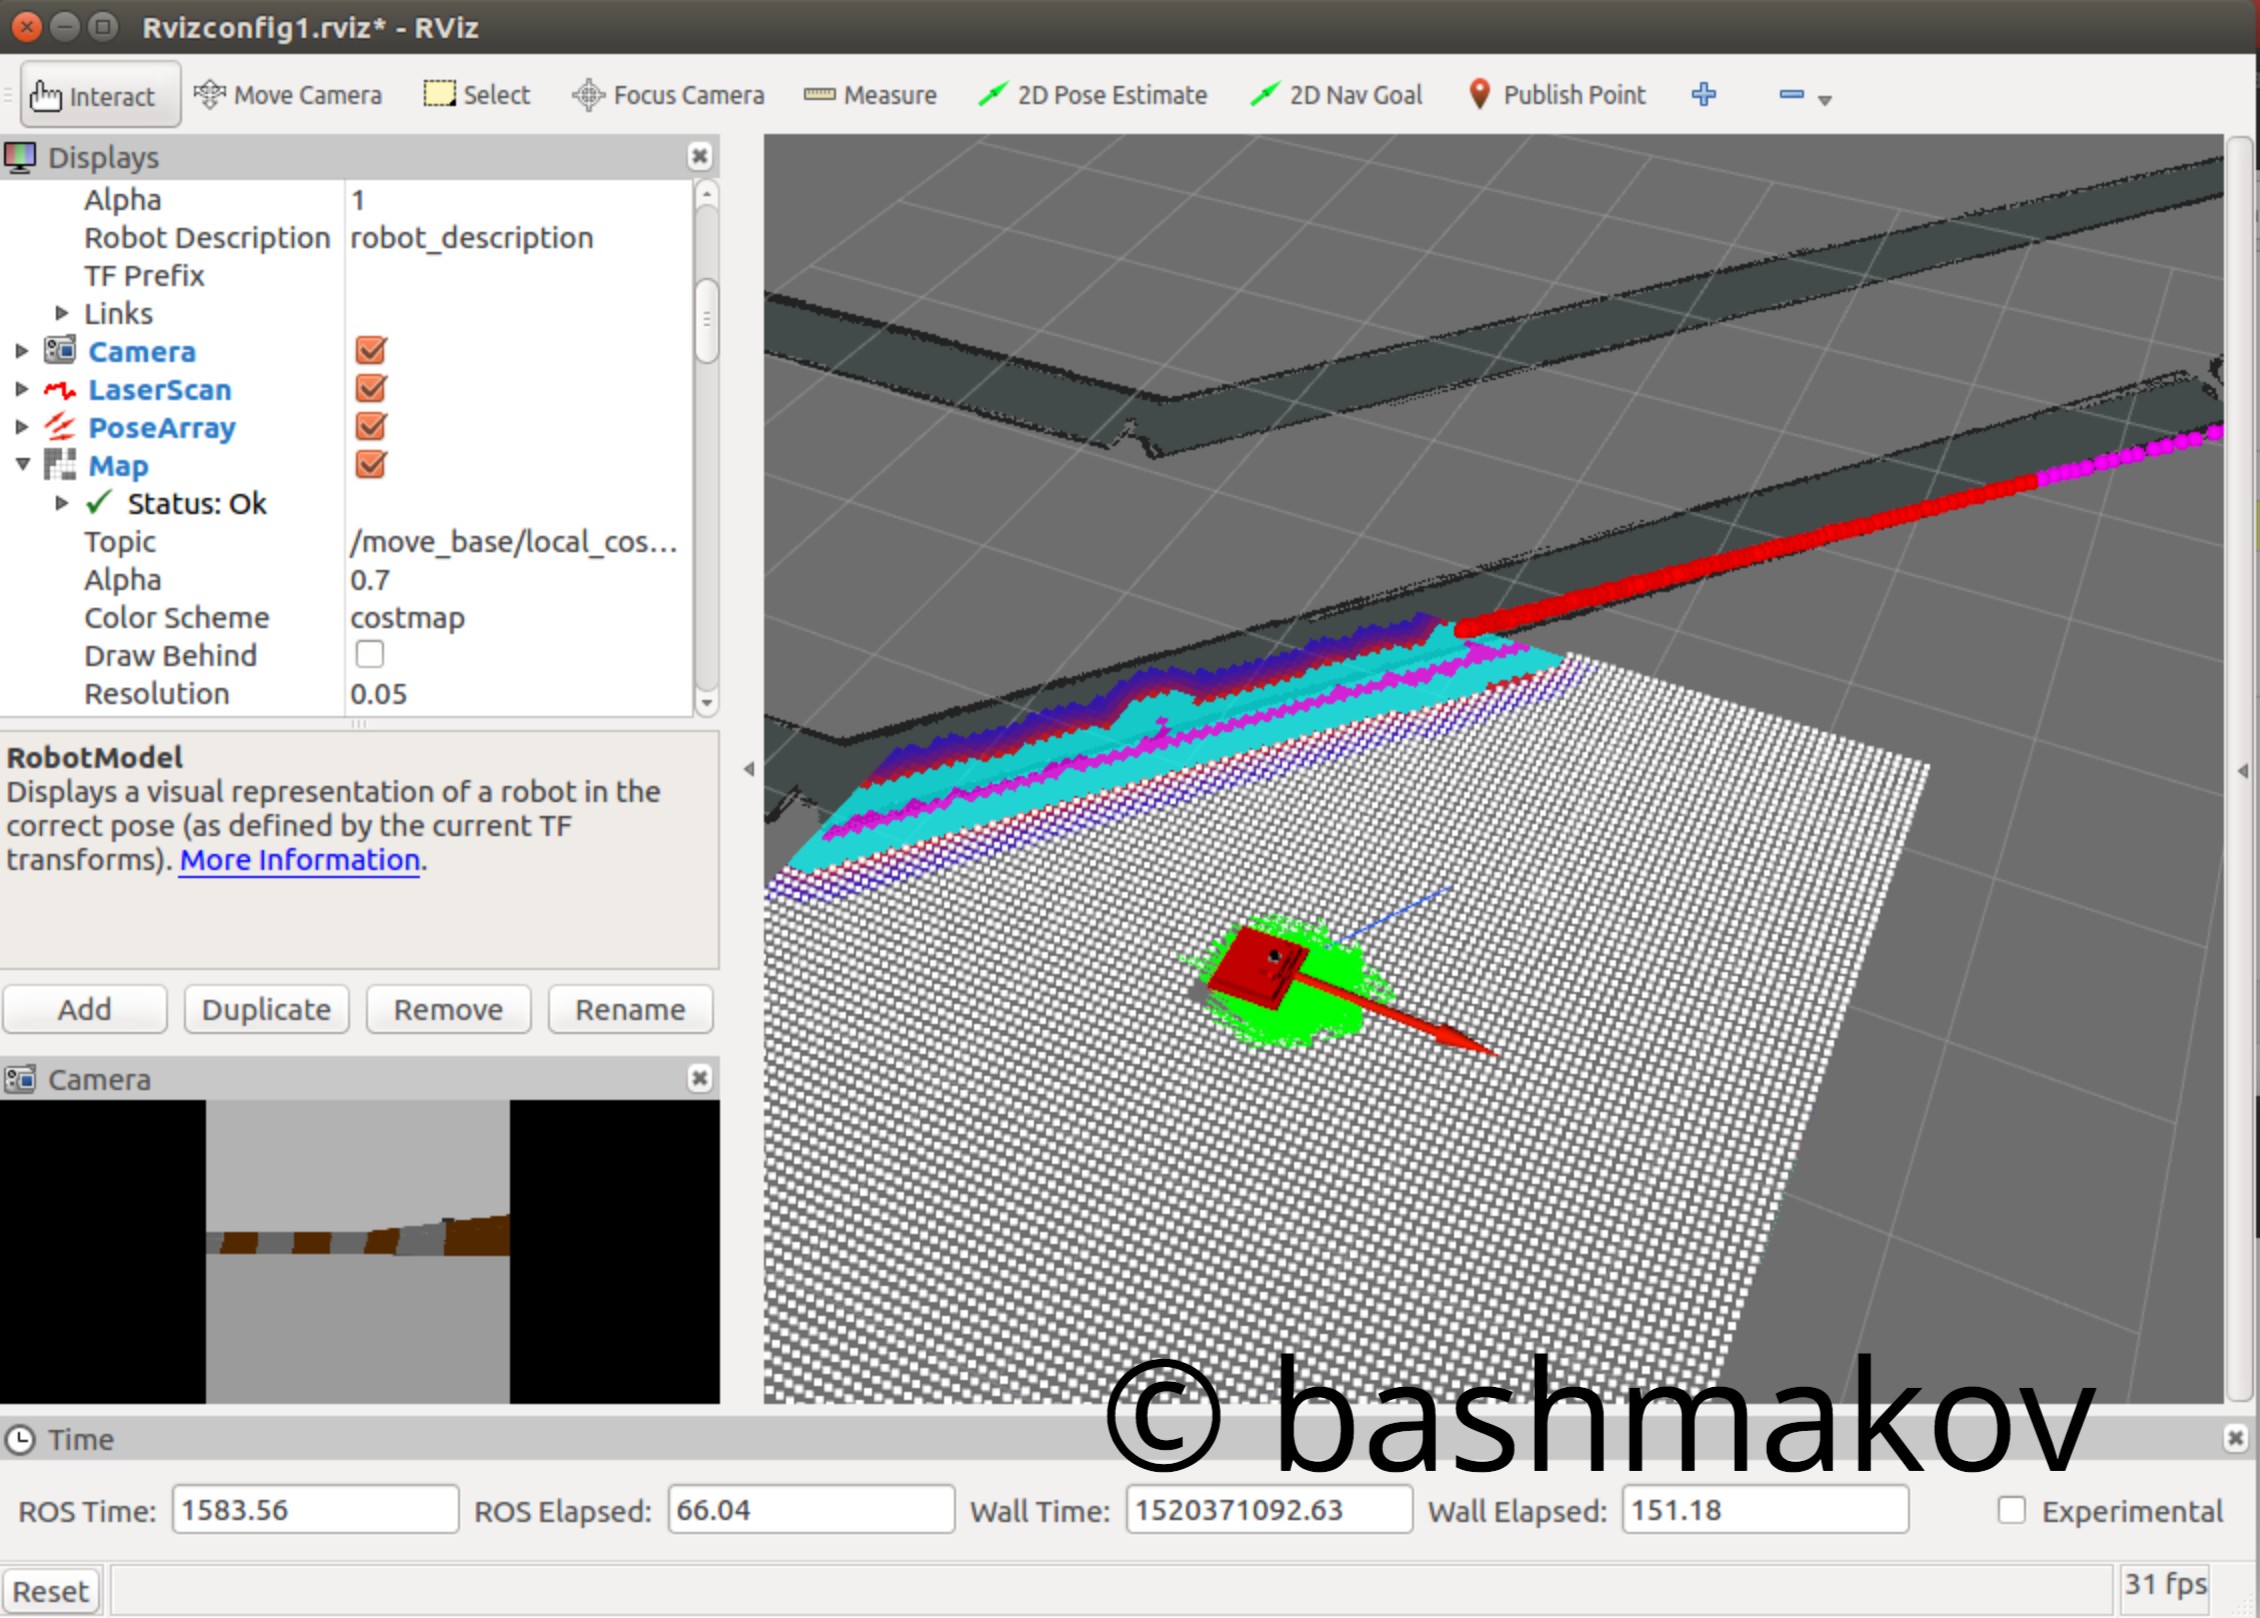 Rvizconfig1.rviz* - RViz
Interact Move Camera Select Focus Camera Measure 2D Pose Estimate 2D Nav Goal Publish Point
Displays
Alpha 1
Robot Description robot_description
TF Prefix
Links
Camera
LaserScan
PoseArray
Map
Status: Ok
Topic /move_base/local_cos...
Alpha 0.7
Color Scheme costmap
Draw Behind
Resolution 0.05
RobotModel
Displays a visual representation of a robot in the
correct pose (as defined by the current TF
transforms). More Information.
Add Duplicate Remove Rename
Camera
© bashmakov
Time
ROS Time: 1583.56 ROS Elapsed: 66.04 Wall Time: 1520371092.63 Wall Elapsed: 151.18 Experimental
Reset 31 fps